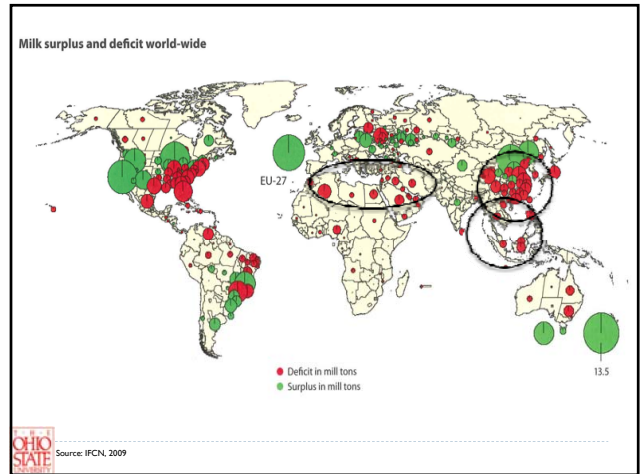 Milk surplus and deficit world-wide
EU-27
13.5
Deficit in mill tons
Surplus in mill tons
T · H · E
OHIO
STATE
UNIVERSITY
Source: IFCN, 2009